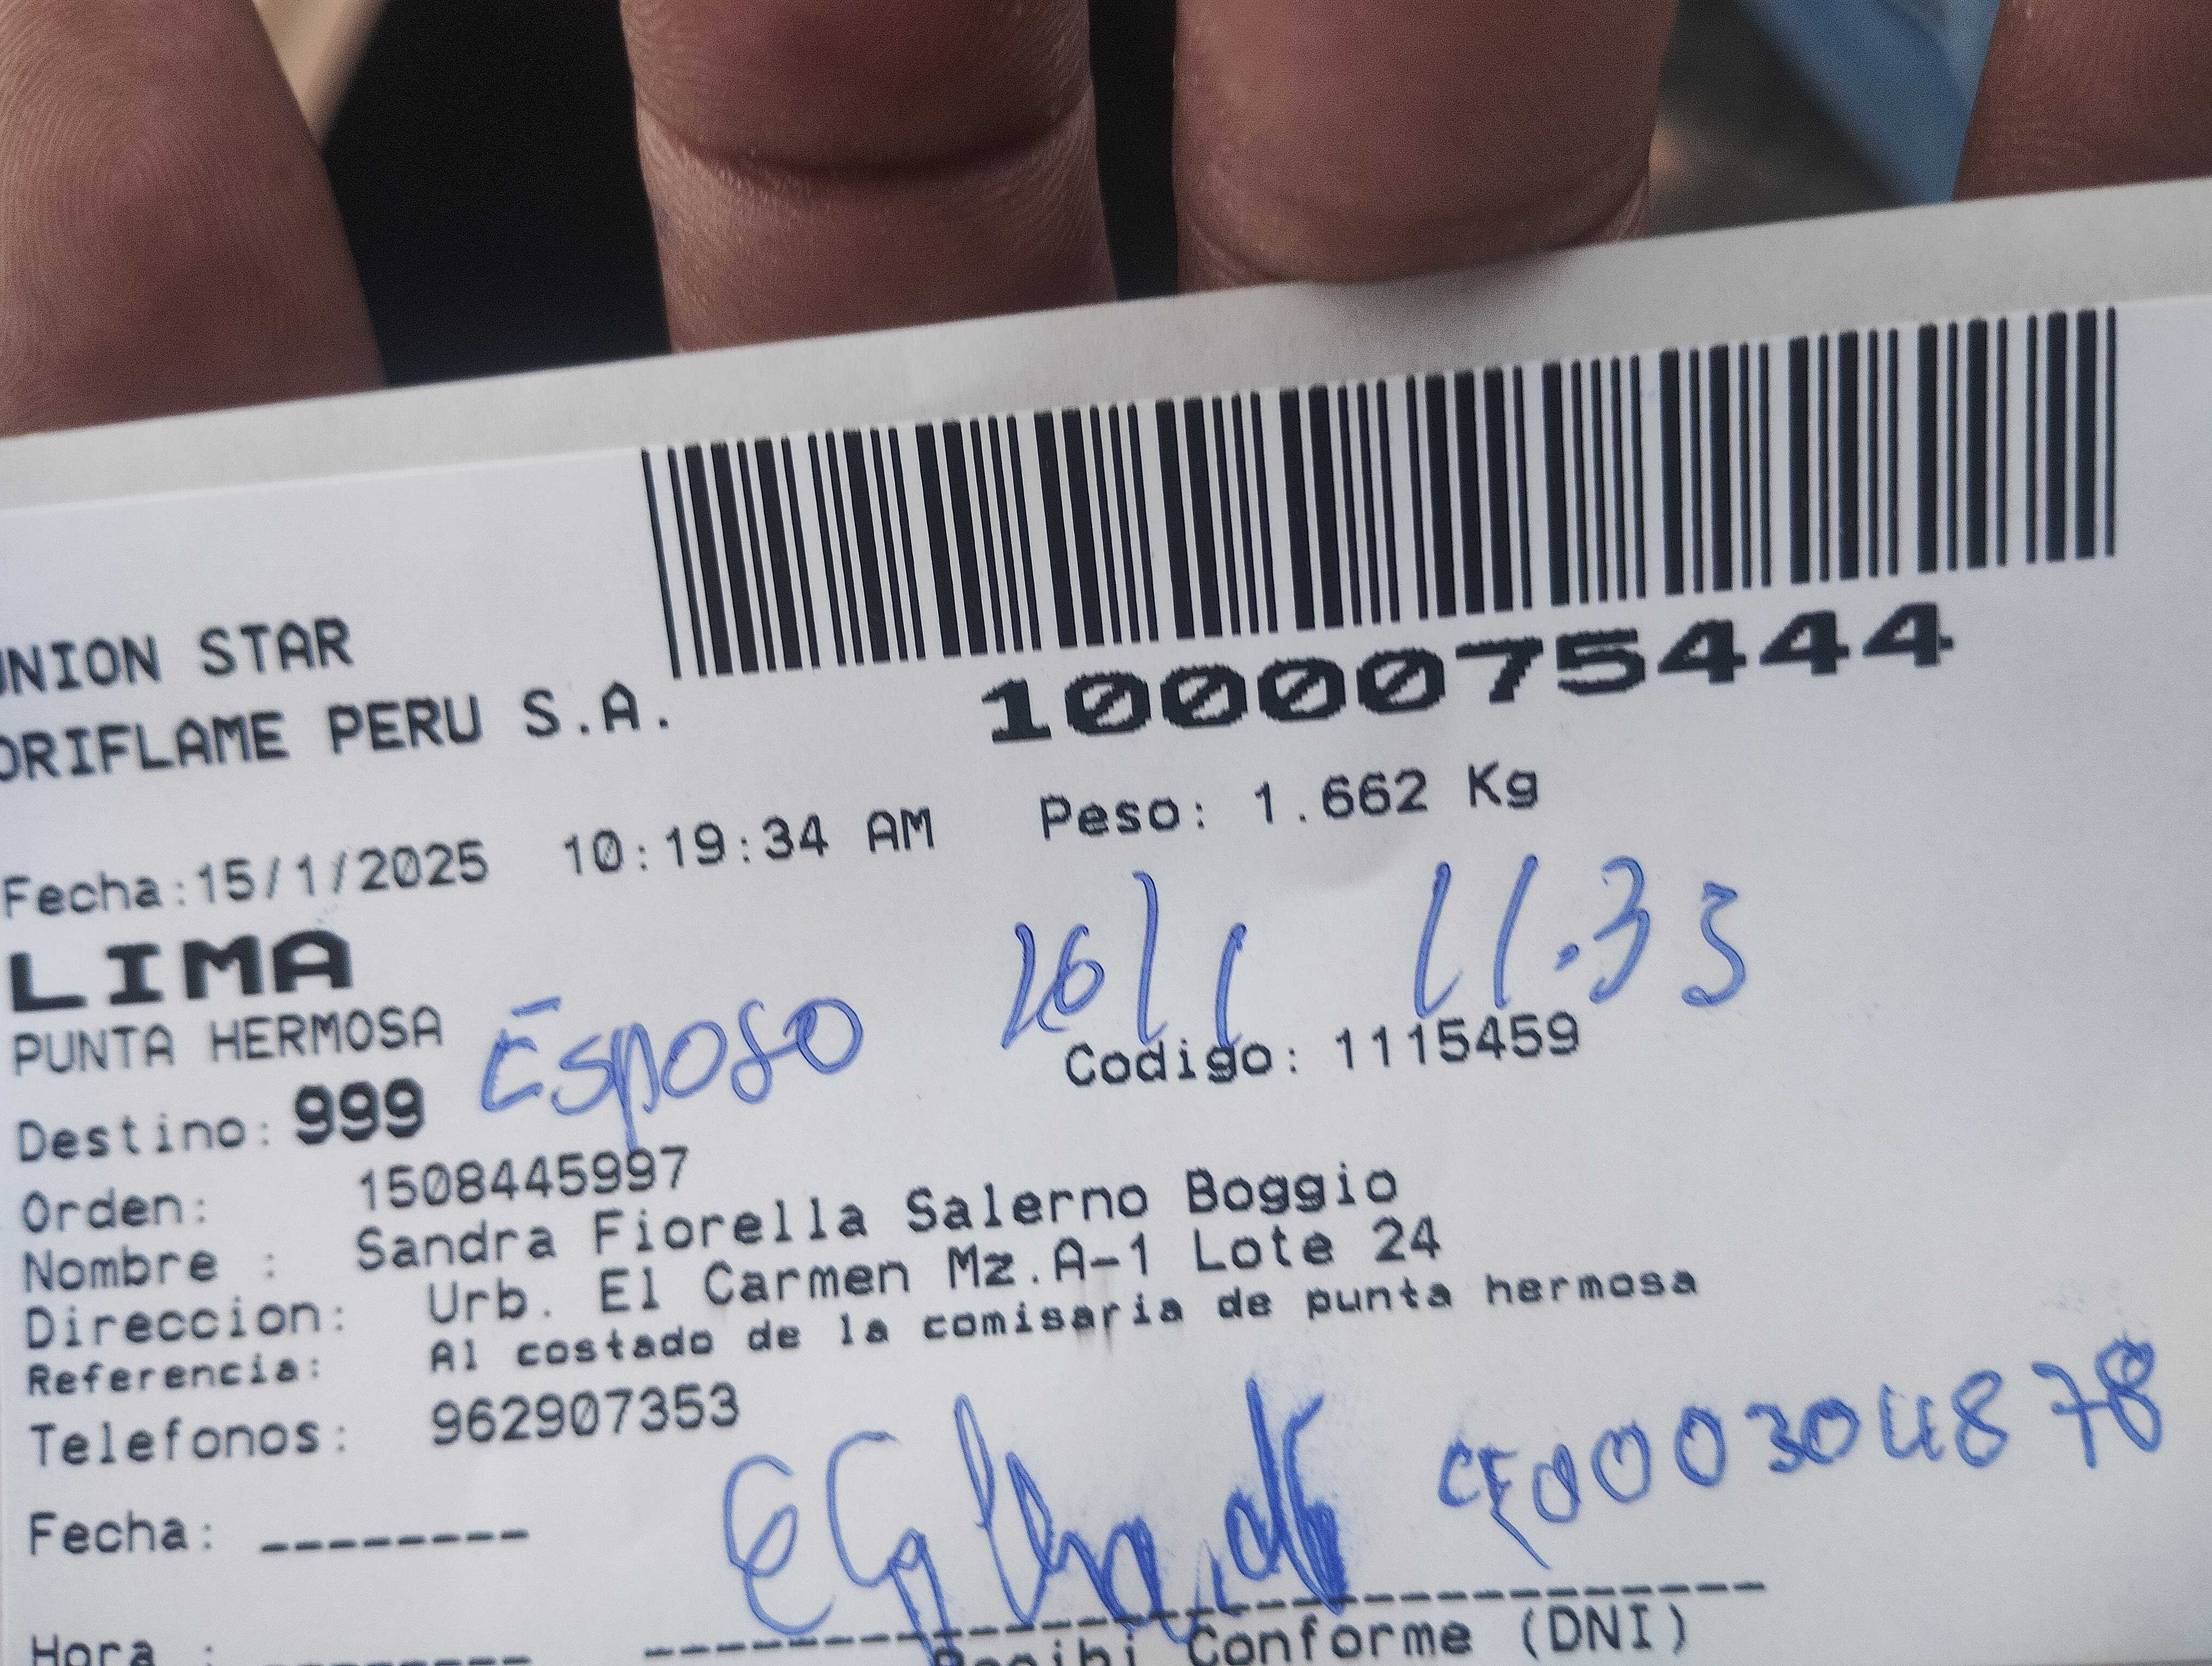 UNION STAR
ORIFLAME PERU S.A.
1000075444
Fecha:15/1/2025 10:19:34 AM Peso: 1.662 Kg
LIMA
16/1 11.33
PUNTA HERMOSA
Esposo
Codigo: 1115459
Destino: 999
Orden: 1508445997
Nombre : Sandra Fiorella Salerno Boggio
Direccion: Urb. El Carmen Mz.A-1 Lote 24
Referencia: Al costado de la comisaria de punta hermosa
Telefonos: 962907353
000304878
Fecha: --------
Hora : --------
Recibi Conforme (DNI)